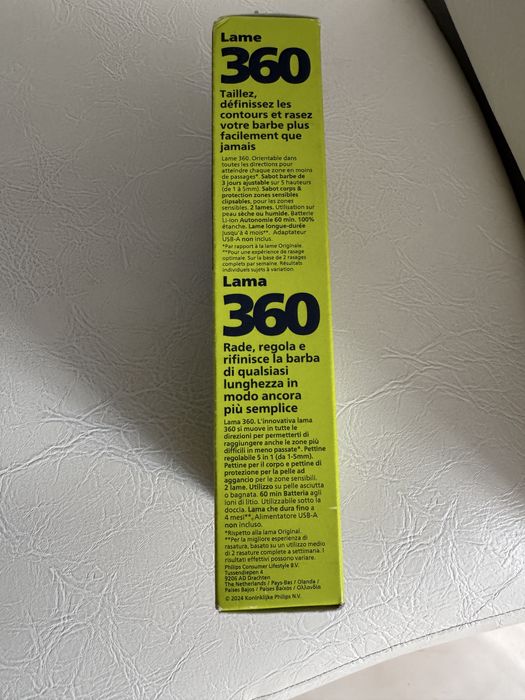 Lame
360
Taillez,
définissez les
contours et rasez
votre barbe plus
facilement que
jamais
Lame 360. Orientable dans
toutes les directions pour
atteindre chaque zone en moins
de passages*. Sabot barbe de
3 jours ajustable sur 5 hauteurs
(de 1 à 5mm). Sabot corps &
protection zones sensibles
clipsables, pour les zones
sensibles. 2 lames. Utilisation sur
peau sèche ou humide. Batterie
Li-ion Autonomie 60 min. 100%
étanche. Lame longue-durée
jusqu'à 4 mois**. Adaptateur
USB-A non inclus.
*Par rapport à la lame Originale.
**Pour une expérience de rasage
optimale. Sur la base de 2 rasages
complets par semaine. Résultats
individuels sujets à variation.
Lama
360
Rade, regola e
rifinisce la barba
di qualsiasi
lunghezza in
modo ancora
più semplice
Lama 360. L'innovativa lama
360 si muove in tutte le
direzioni per permetterti di
raggiungere anche le zone più
difficili in meno passate*. Pettine
regolabile 5 in 1 (da 1-5mm).
Pettine per il corpo e pettine di
protezione per la pelle ad
aggancio per le zone sensibili.
2 lame. Utilizzo su pelle asciutta
o bagnata. 60 min Batteria agli
ioni di litio. Utilizzabile sotto la
doccia. Lama che dura fino a
4 mesi**. Alimentatore USB-A
non incluso.
*Rispetto alla lama Original.
**Per la migliore esperienza di
rasatura, basato su un utilizzo medio
di 2 rasature complete a settimana. I
risultati effettivi possono variare.
Philips Consumer Lifestyle B.V.
Tussendiepen 4
9206 AD Drachten
The Netherlands / Pays-Bas / Olanda /
Países Bajos / Países Baixos / Ολλανδία
© 2024 Koninklijke Philips N.V.